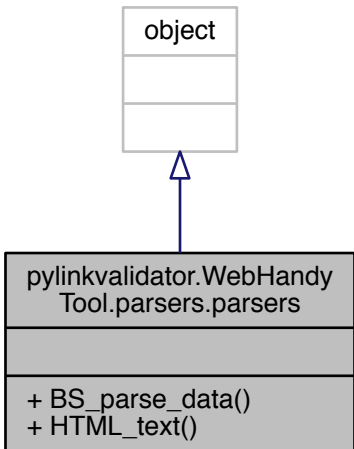 object
pylinkvalidator.WebHandy
Tool.parsers.parsers
+ BS_parse_data()
+ HTML_text()